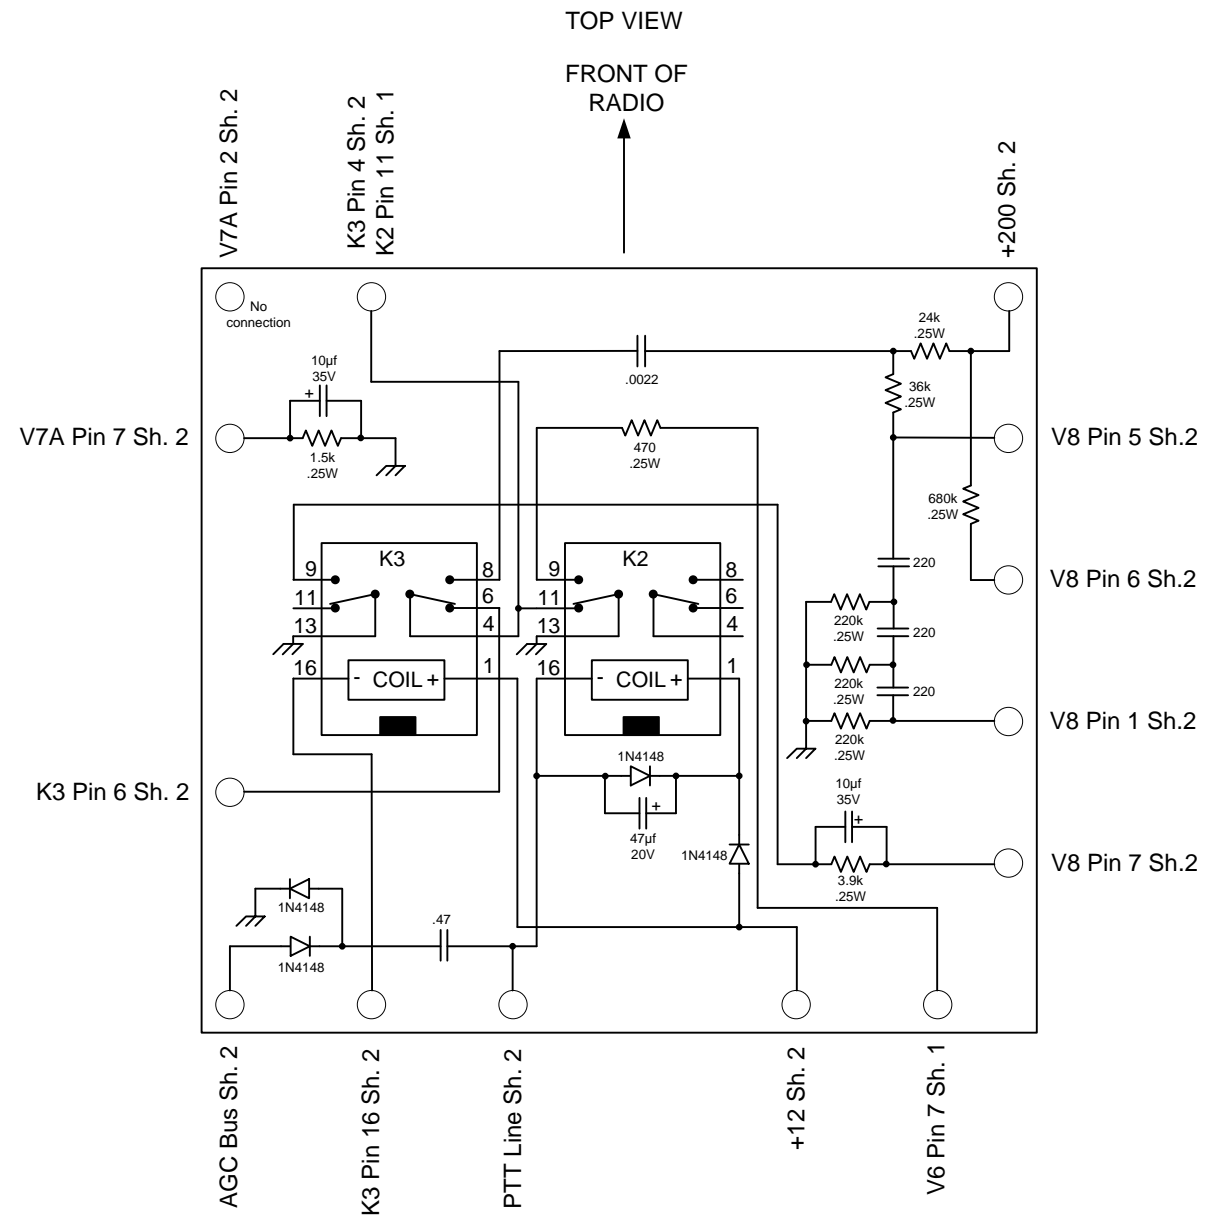 TOP VIEW
FRONT OF
RADIO
V7A Pin 2 Sh. 2
K3 Pin 4 Sh. 2
K2 Pin 11 Sh. 1
+200 Sh. 2
No
connection
24k
.25W
10µf
35V
+
.0022
36k
.25W
V7A Pin 7 Sh. 2
1.5k
.25W
470
.25W
V8 Pin 5 Sh.2
680k
.25W
K3
9
8
11
6
13
4
16
1
- COIL +
K2
9
8
11
6
13
4
16
1
- COIL +
220
V8 Pin 6 Sh.2
220k
.25W
220
220k
.25W
220
220k
.25W
V8 Pin 1 Sh.2
1N4148
+
47µf
20V
1N4148
K3 Pin 6 Sh. 2
10µf
35V
+
3.9k
.25W
V8 Pin 7 Sh.2
1N4148
.47
1N4148
AGC Bus Sh. 2
K3 Pin 16 Sh. 2
PTT Line Sh. 2
+12 Sh. 2
V6 Pin 7 Sh. 1